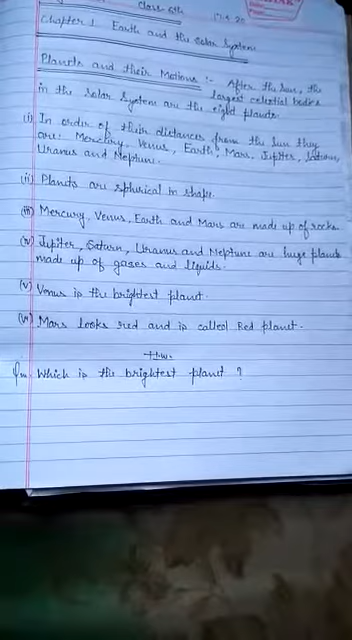 Class 6th
Chapter 1 Earth and the Solar System
Planets and their Motions :- After the sun, the
largest celestial bodies
in the solar system are the eight planets.
(i) In order of their distances from the sun they
are: Mercury, Venus, Earth, Mars, Jupiter, Saturn,
Uranus and Neptune.
(ii) Planets are spherical in shape.
(iii) Mercury, Venus, Earth and Mars are made up of rocks.
(iv) Jupiter, Saturn, Uranus and Neptune are huge planets
made up of gases and liquids.
(v) Venus is the brightest planet.
(vi) Mars looks red and is called Red planet.
H.w.
Which is the brightest planet ?